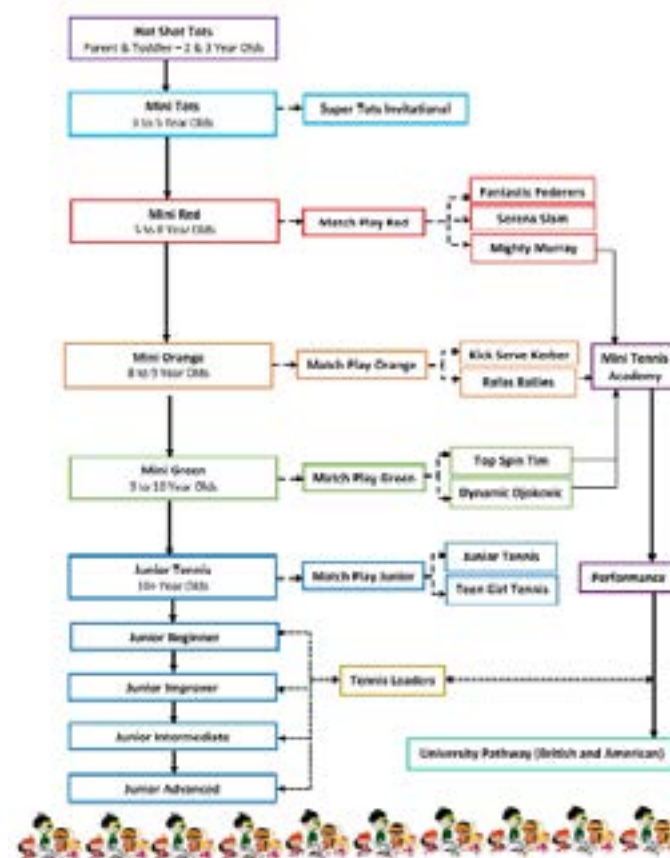 Hot Shot Tots
Parent & Toddler – 2 & 3 Year Olds
Mini Tots
3 to 5 Year Olds
Super Tots Invitational
Mini Red
5 to 8 Year Olds
Match Play Red
Fantastic Federers
Serena Slam
Mighty Murray
Mini Orange
8 to 9 Year Olds
Match Play Orange
Kick Serve Kerber
Rafas Rallies
Mini Tennis
Academy
Mini Green
9 to 10 Year Olds
Match Play Green
Top Spin Tim
Dynamic Djokovic
Junior Tennis
10+ Year Olds
Match Play Junior
Junior Tennis
Teen Girl Tennis
Performance
Junior Beginner
Junior Improver
Tennis Leaders
Junior Intermediate
University Pathway (British and American)
Junior Advanced